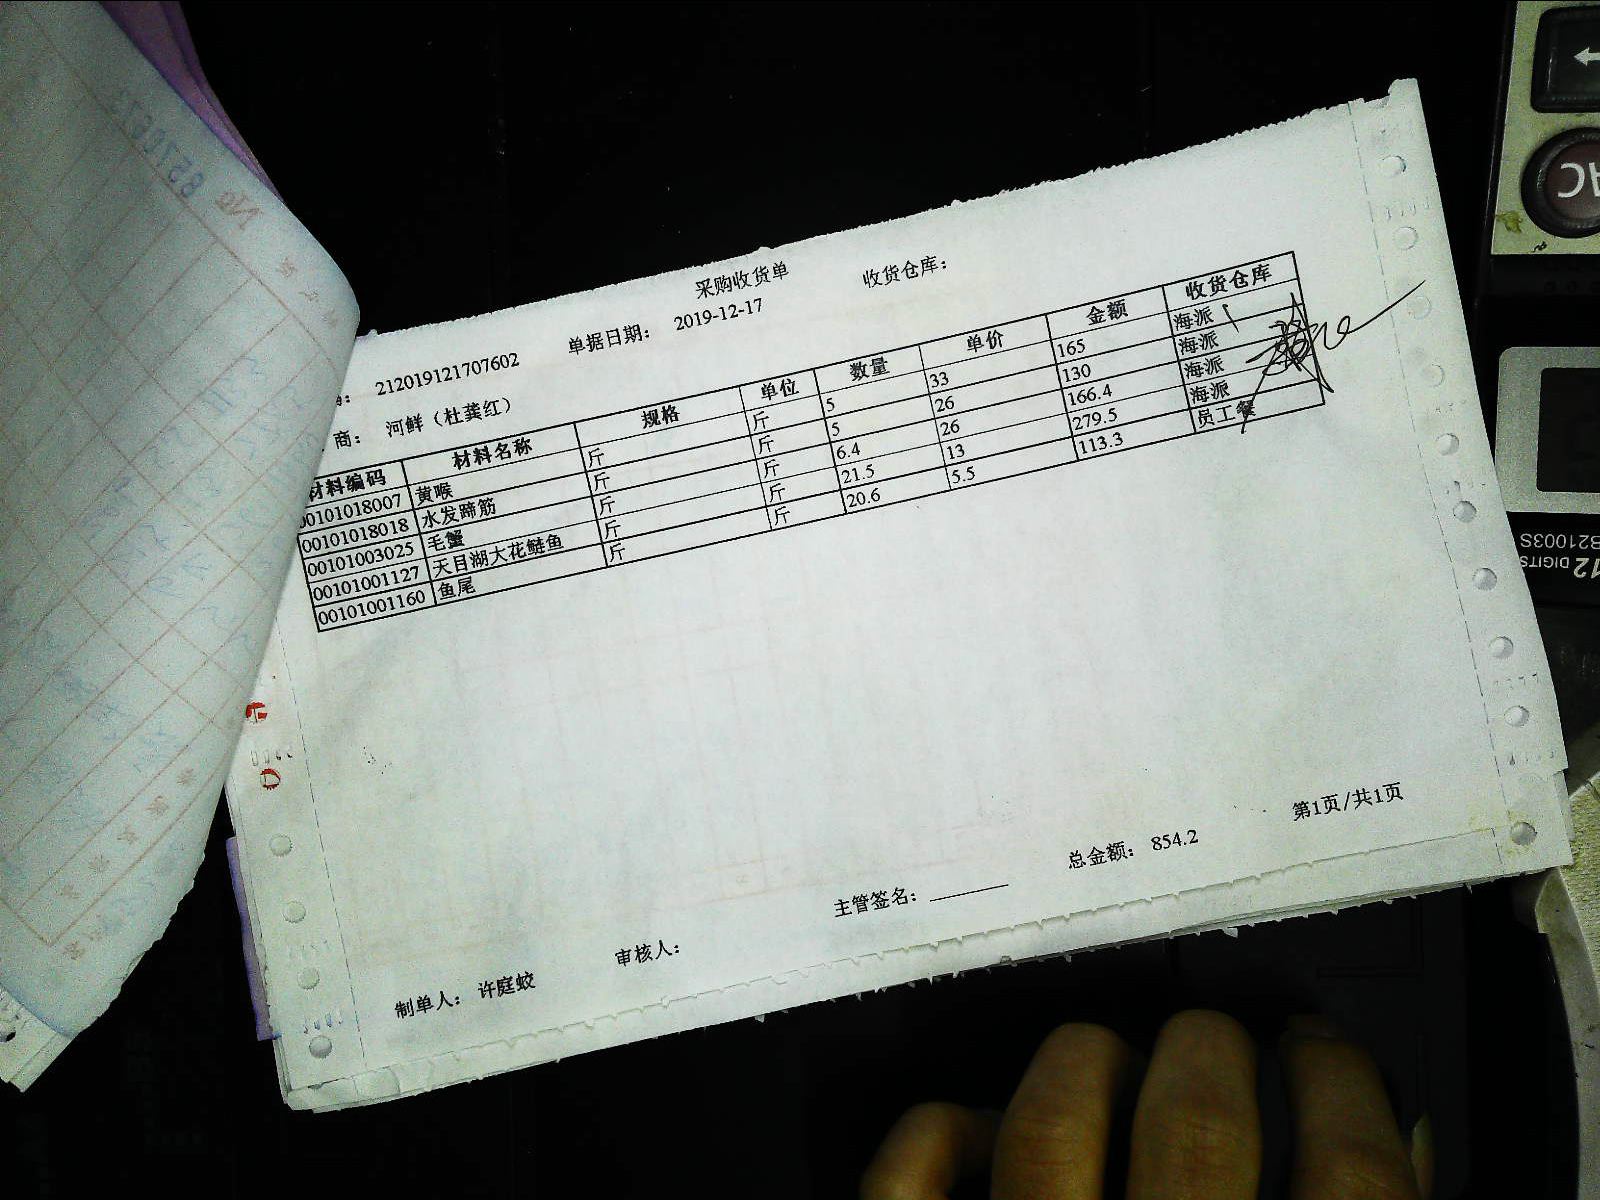 采购收货单 收货仓库：
212019121707602 单据日期： 2019-12-17
商： 河鲜（杜龚红）
材料编码 材料名称 规格 单位 数量 单价 金额 收货仓库
00101018007 黄喉 斤 斤 5 33 165 海派
00101018018 水发蹄筋 斤 斤 5 26 130 海派
00101003025 毛蟹 斤 斤 6.4 26 166.4 海派
00101001127 天目湖大花鲢鱼 斤 斤 21.5 13 279.5 海派
00101001160 鱼尾 斤 斤 20.6 5.5 113.3 员工餐
制单人： 许庭蛟 审核人： 主管签名： 总金额： 854.2 第1页/共1页
No 8570673
AC
12 DIGITS
B21003S